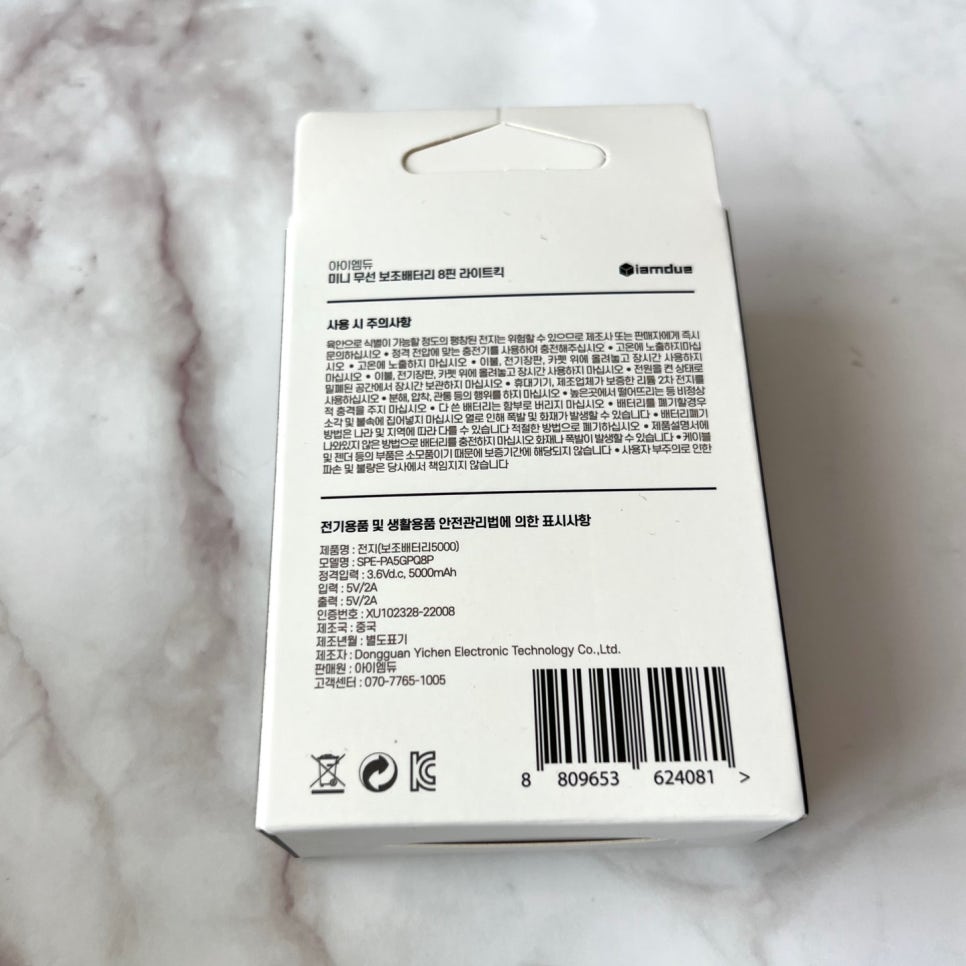 아이엠듀
미니 무선 보조배터리 8핀 라이트킥
iamdue
사용 시 주의사항
육안으로 식별이 가능할 정도의 팽창된 전지는 위험할 수 있으므로 제조사 또는 판매자에게 즉시
문의하십시오 • 정격 전압에 맞는 충전기를 사용하여 충전해주십시오 • 고온에 노출하지마십
시오 • 고온에 노출하지 마십시오 • 이불, 전기장판, 카펫 위에 올려놓고 장시간 사용하지
마십시오 • 이불, 전기장판, 카펫 위에 올려놓고 장시간 사용하지 마십시오 • 전원을 켠 상태로
밀폐된 공간에서 장시간 보관하지 마십시오 • 휴대기기, 제조업체가 보증한 리튬 2차 전지를
사용하십시오 • 분해, 압착, 관통 등의 행위를 하지 마십시오 • 높은곳에서 떨어뜨리는 등 비정상
적 충격을 주지 마십시오 • 다 쓴 배터리는 함부로 버리지 마십시오 • 배터리를 폐기할경우
소각 및 불속에 집어넣지 마십시오 열로 인해 폭발 및 화재가 발생할 수 있습니다 • 배터리폐기
방법은 나라 및 지역에 따라 다를 수 있습니다 적절한 방법으로 폐기하십시오 • 제품설명서에
나와있지 않은 방법으로 배터리를 충전하지 마십시오 화재나 폭발이 발생할 수 있습니다 • 케이블
및 젠더 등의 부품은 소모품이기 때문에 보증기간에 해당되지 않습니다 • 사용자 부주의로 인한
파손 및 불량은 당사에서 책임지지 않습니다
전기용품 및 생활용품 안전관리법에 의한 표시사항
제품명 : 전지(보조배터리5000)
모델명 : SPE-PA5GPQ8P
정격입력 : 3.6Vd.c, 5000mAh
입력 : 5V/2A
출력 : 5V/2A
인증번호 : XU102328-22008
제조국 : 중국
제조년월 : 별도표기
제조자 : Dongguan Yichen Electronic Technology Co.,Ltd.
판매원 : 아이엠듀
고객센터 : 070-7765-1005
8 809653 624081 >